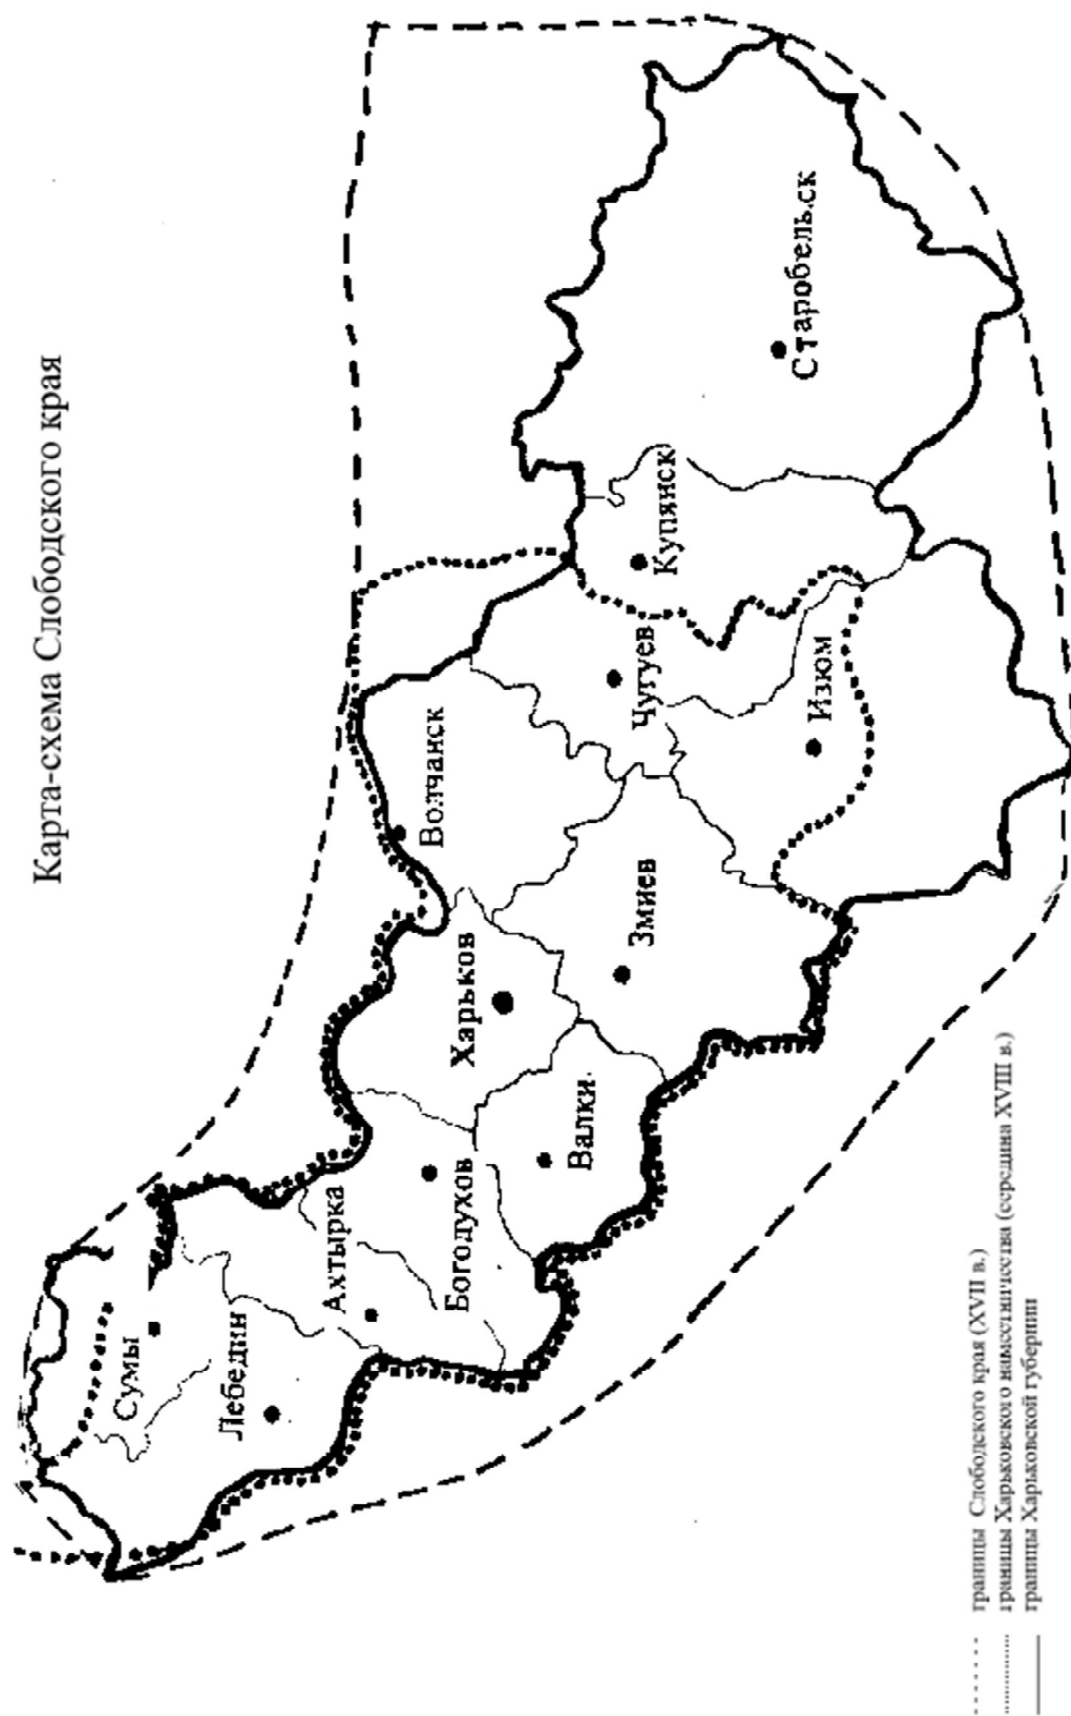 Карта-схема Слободского края
Сумы
Лебедин
Ахтырка
Богодухов
Валки
Харьков
Змиев
Волчанск
Чугуев
Изюм
Купянск
Старобельск
границы Слободского края (XVII в.)
границы Харьковского наместничества (середина XVIII в.)
границы Харьковской губернии